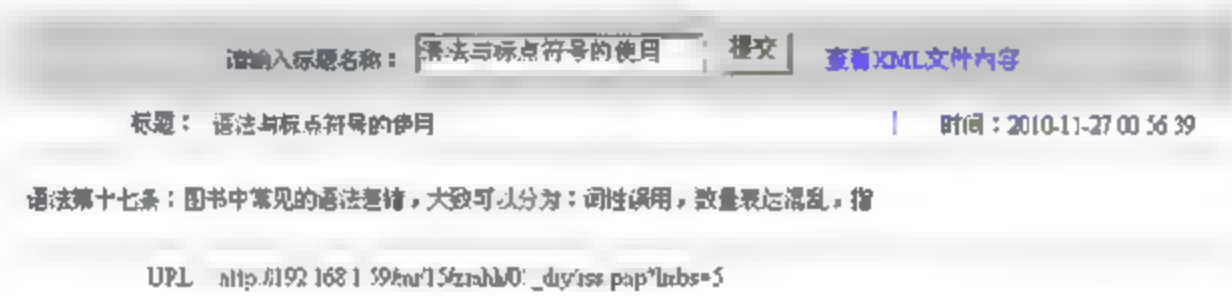 请输入标题名称： 语法与标点符号的使用 提交 查看XML文件内容
标题： 语法与标点符号的使用 时间：2010-11-27 00 56 39
语法第十七条：图书中常见的语法差错，大致可以分为：词性误用，数量表达混乱，指
URL